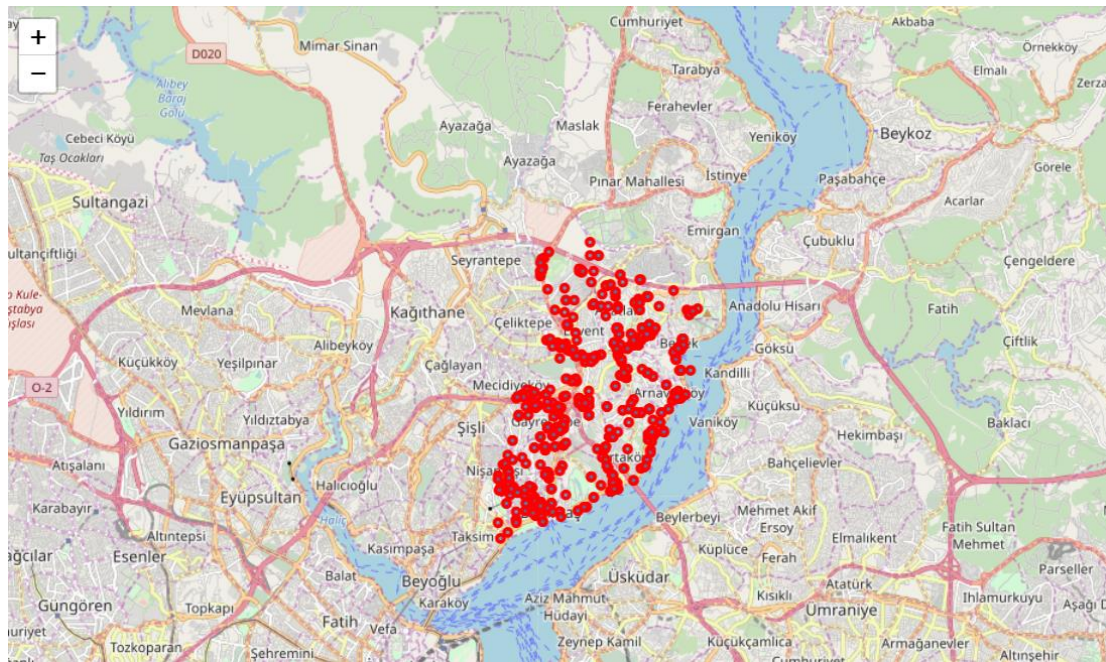 +
−
D020
Mimar Sinan
Cumhuriyet
Akbaba
Örnekköy
Elmalı
Tarabya
Alibey
Baraj
Gölü
Ferahevler
Cebeci Köyü
Taş Ocakları
Ayazağa
Maslak
Yeniköy
Beykoz
Ayazağa
Pınar Mahallesi
İstinye
Paşabahçe
Görele
Sultangazi
Acarlar
Emirgan
Çubuklu
Seyrantepe
Çengeldere
Anadolu Hisarı
Fatih
Mevlana
Kağıthane
Çeliktepe
Alibeyköy
Çiftlik
Küçükköy
Yeşilpınar
Çağlayan
Göksu
Kandilli
O-2
Mecidiyeköy
Yıldırım
Yıldıztabya
Küçüksu
Vaniköy
Baklacı
Gaziosmanpaşa
Şişli
Hekimbaşı
Atışalanı
Bahçelievler
Eyüpsultan
Halıcıoğlu
Karabayır
Haliç
Mehmet Akif
Ersoy
Beylerbeyi
Fatih Sultan
Mehmet
Altıntepsi
Taksim
Elmalıkent
Esenler
Kasımpaşa
Küplüce
Ferah
Parseller
Balat
Beyoğlu
Üsküdar
Atatürk
Güngören
Topkapı
Karaköy
Aziz Mahmut
Hüdayi
Kısıklı
Ümraniye
Ihlamurkuyu
Fatih
Vefa
Tozkoparan
Şehremini
Zeynep Kamil
Küçükçamlıca
Armağanevler
Altınşehir